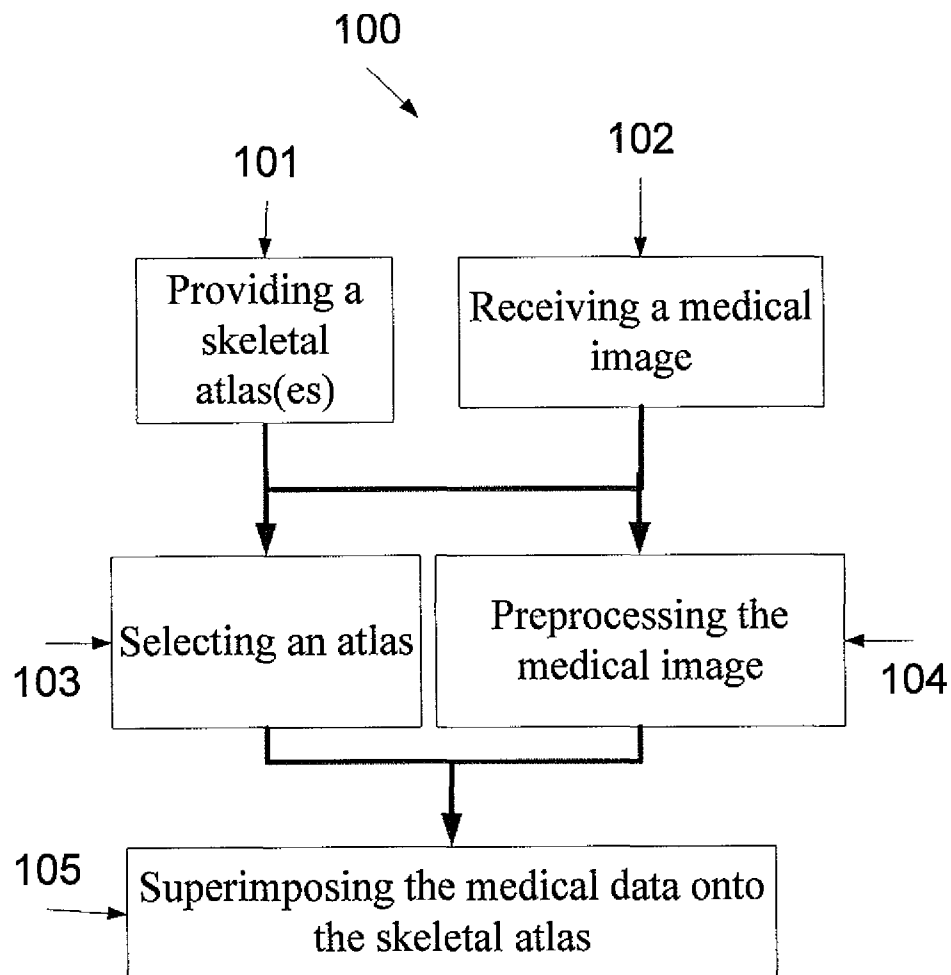 100
101
102
Providing a
skeletal
atlas(es)
Receiving a medical
image
Selecting an atlas
Preprocessing the
medical image
103
104
105
Superimposing the medical data onto
the skeletal atlas